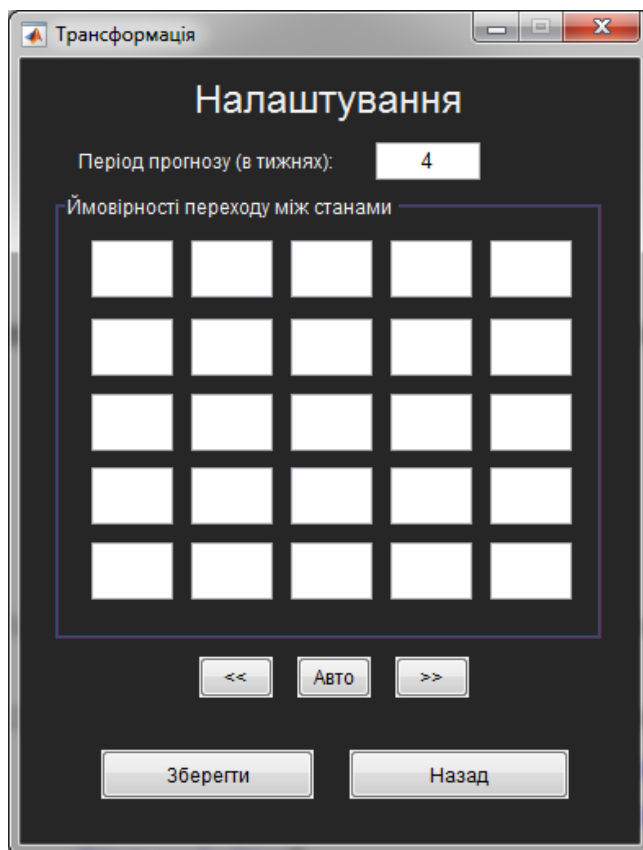 Трансформація
Налаштування
Період прогнозу (в тижнях): 4
Ймовірності переходу між станами
<< Авто >>
Зберегти Назад